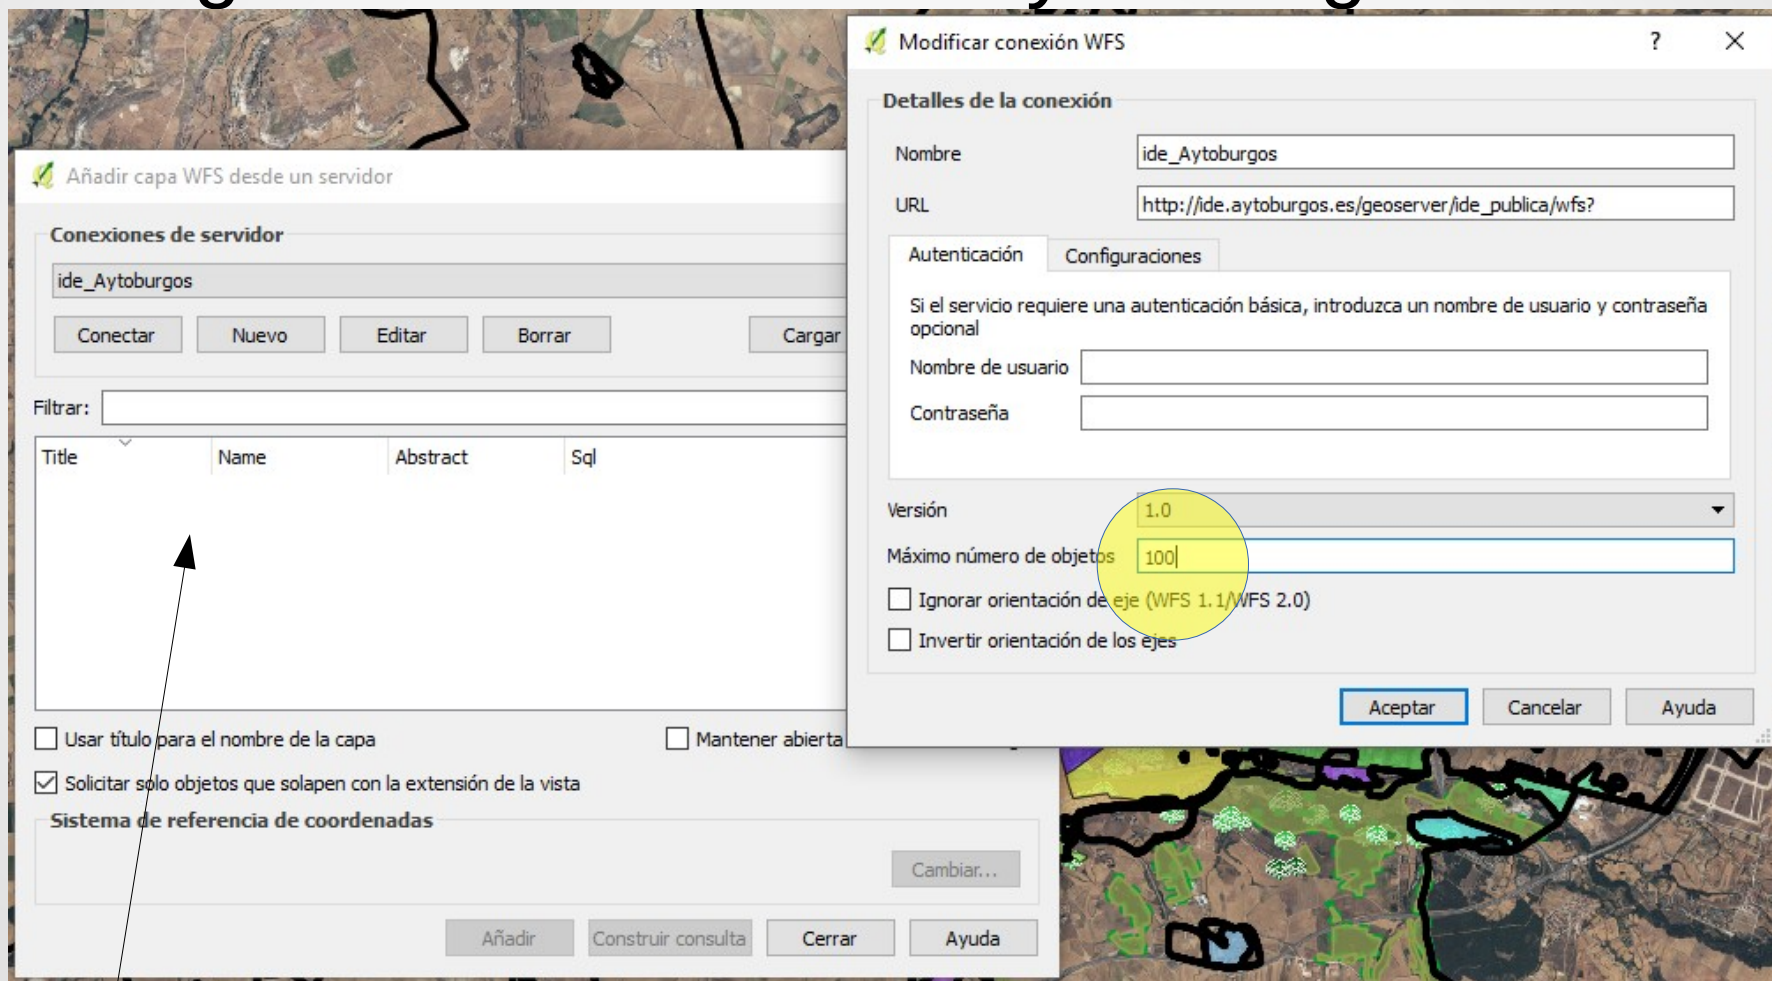 Modificar conexión WFS
?
Detalles de la conexión
Nombre
ide_Aytoburgos
URL
http://ide.aytoburgos.es/geoserver/ide_publica/wfs?
Autenticación
Configuraciones
Si el servicio requiere una autenticación básica, introduzca un nombre de usuario y contraseña
opcional
Nombre de usuario
Contraseña
Versión
1.0
Máximo número de objetos
100
Ignorar orientación de eje (WFS 1.1/WFS 2.0)
Invertir orientación de los ejes
Aceptar
Cancelar
Ayuda
Añadir capa WFS desde un servidor
Conexiones de servidor
ide_Aytoburgos
Conectar
Nuevo
Editar
Borrar
Cargar
Filtrar:
Title
Name
Abstract
Sql
Usar título para el nombre de la capa
Mantener abierta
Solicitar solo objetos que solapen con la extensión de la vista
Sistema de referencia de coordenadas
Cambiar...
Añadir
Construir consulta
Cerrar
Ayuda